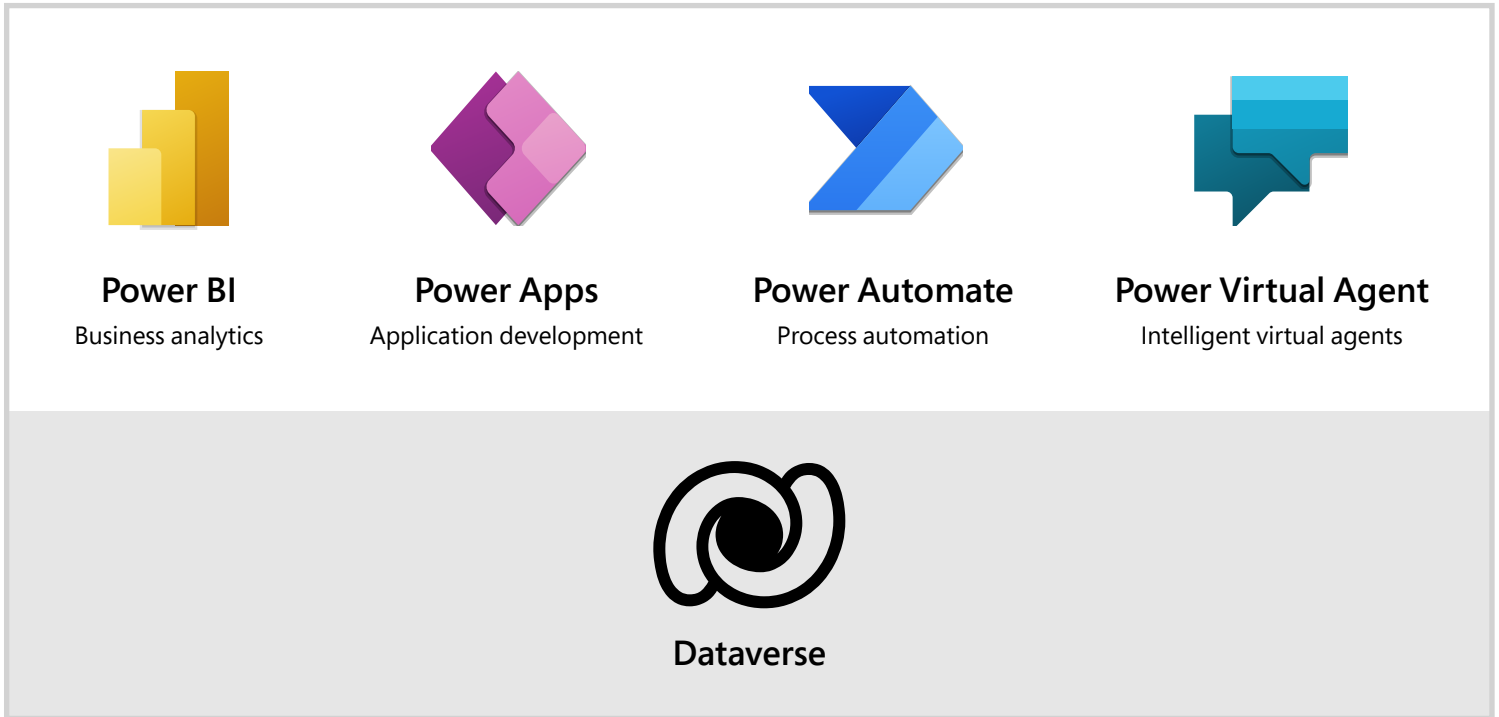 Power BI
Business analytics
Power Apps
Application development
Power Automate
Process automation
Power Virtual Agent
Intelligent virtual agents
Dataverse